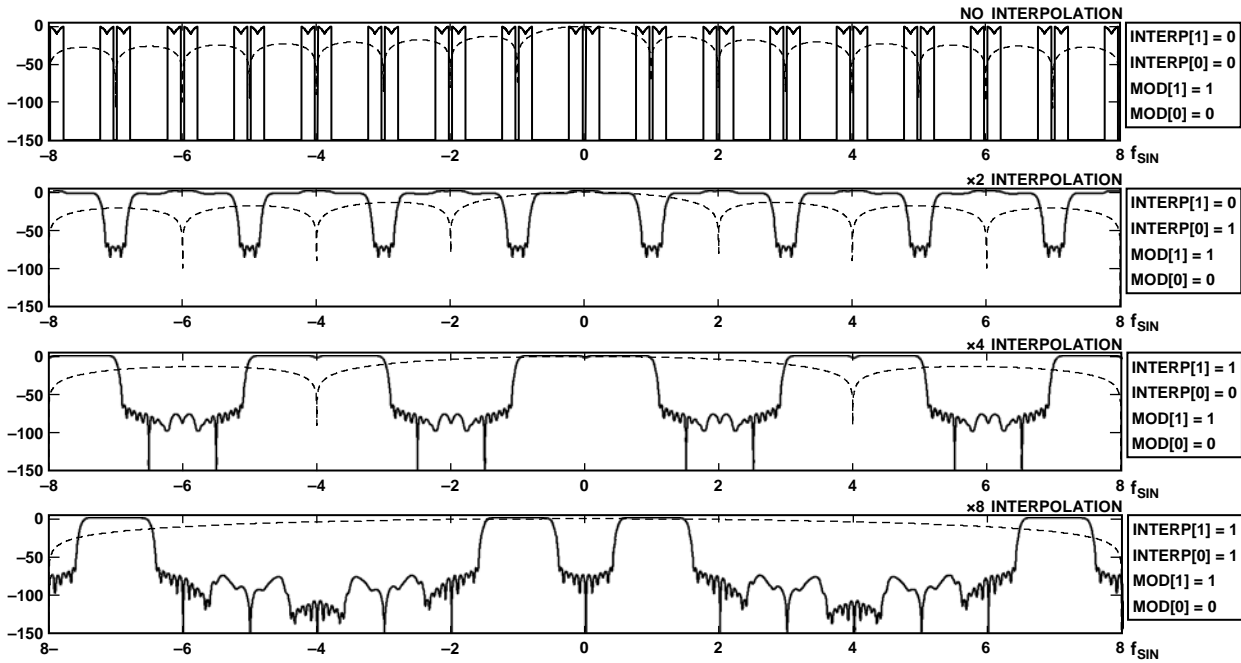 NO INTERPOLATION
0
–50
–100
–150
–8 –6 –4 –2 0 2 4 6 8 fSIN
INTERP[1] = 0
INTERP[0] = 0
MOD[1] = 1
MOD[0] = 0
×2 INTERPOLATION
0
–50
–100
–150
–8 –6 –4 –2 0 2 4 6 8 fSIN
INTERP[1] = 0
INTERP[0] = 1
MOD[1] = 1
MOD[0] = 0
×4 INTERPOLATION
0
–50
–100
–150
–8 –6 –4 –2 0 2 4 6 8 fSIN
INTERP[1] = 1
INTERP[0] = 0
MOD[1] = 1
MOD[0] = 0
×8 INTERPOLATION
0
–50
–100
–150
8– –6 –4 –2 0 2 4 6 8 fSIN
INTERP[1] = 1
INTERP[0] = 1
MOD[1] = 1
MOD[0] = 0